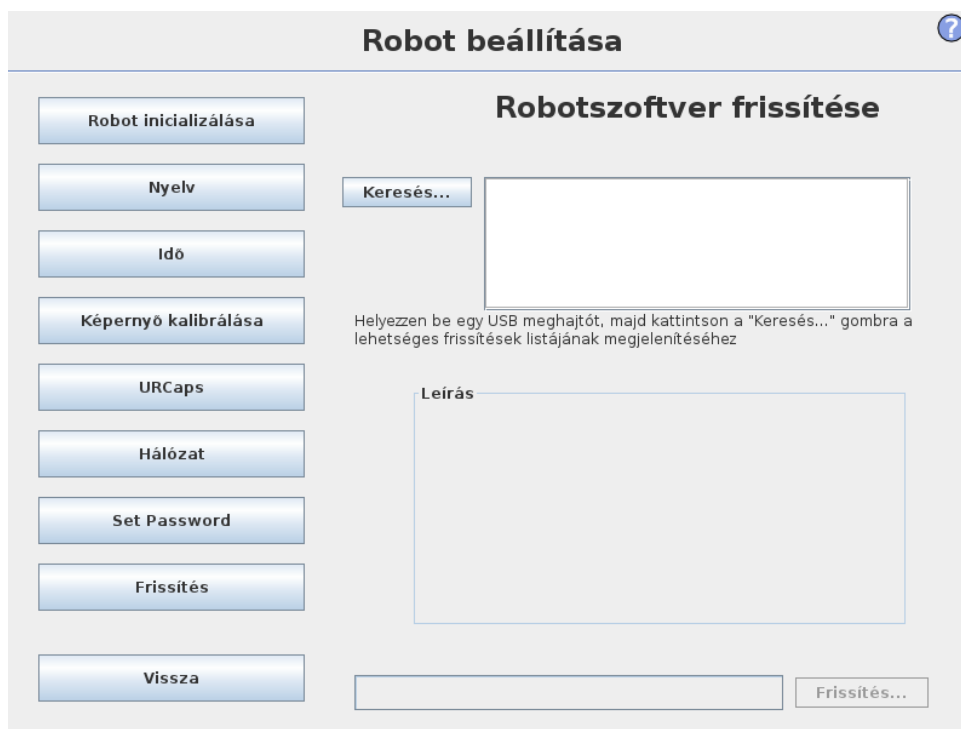 Robot beállítása
?
Robot inicializálása
Nyelv
Idő
Képernyő kalibrálása
URCaps
Hálózat
Set Password
Frissítés
Vissza
Robotszoftver frissítése
Keresés...
Helyezzen be egy USB meghajtót, majd kattintson a "Keresés..." gombra a
lehetséges frissítések listájának megjelenítéséhez
Leírás
Frissítés...